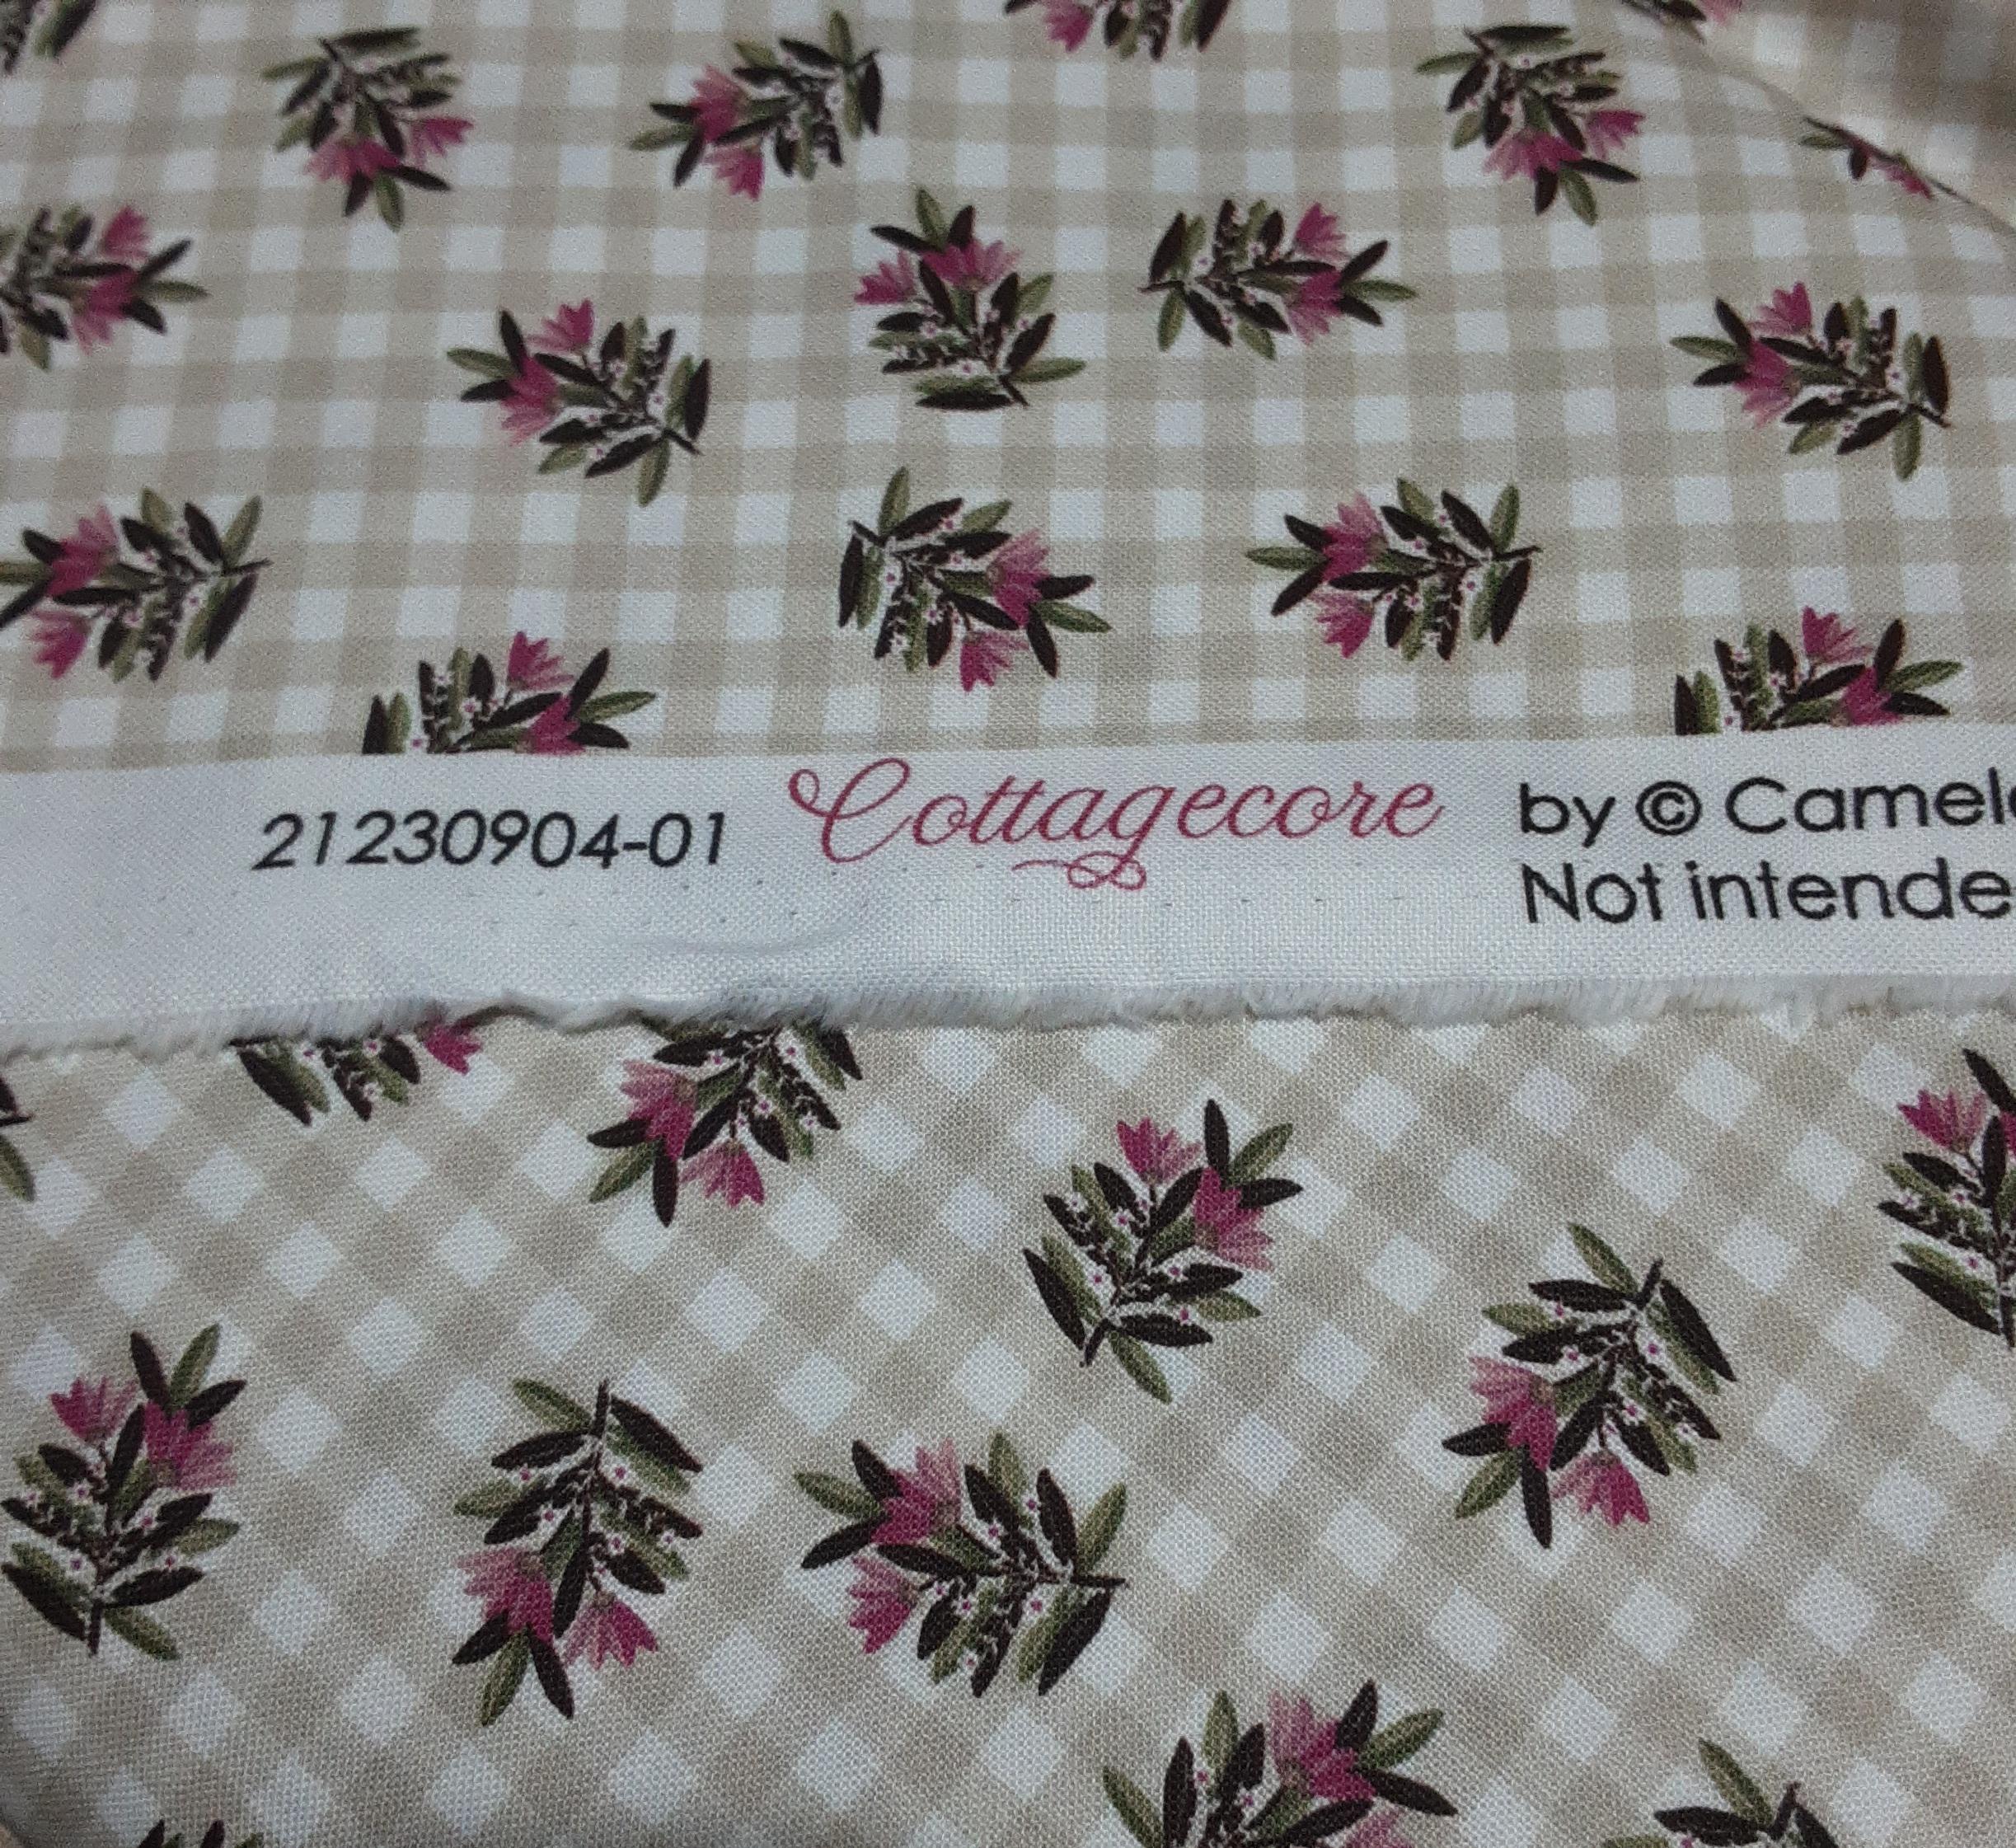 21230904-01 Cottagecore by © Camel
Not intende